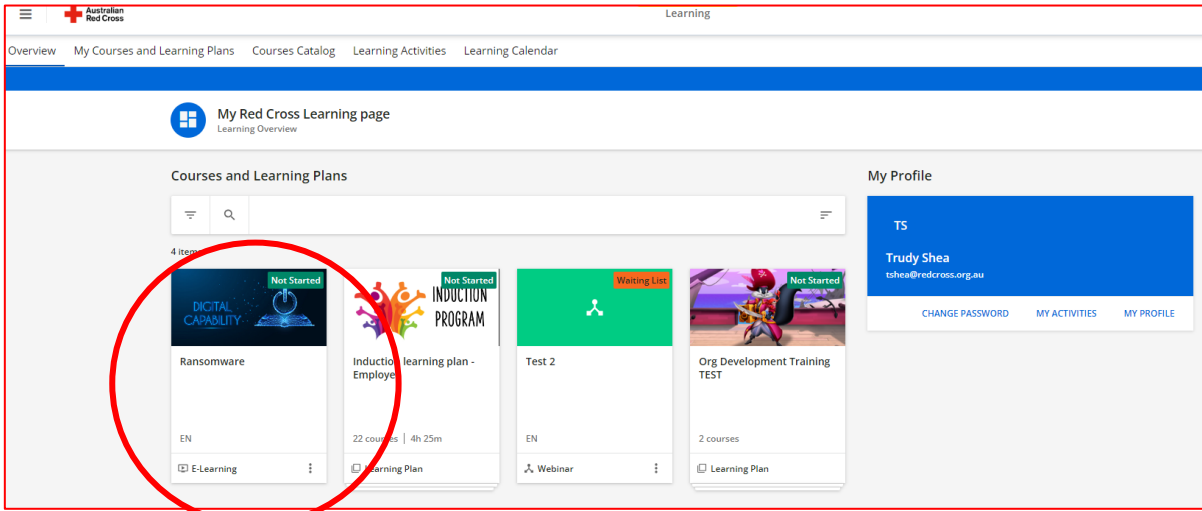 Australian
Red Cross
Learning
Overview My Courses and Learning Plans Courses Catalog Learning Activities Learning Calendar
My Red Cross Learning page
Learning Overview
Courses and Learning Plans
4 items
Not Started
DIGITAL
CAPABILITY
Ransomware
EN
E-Learning
Not Started
INDUCTION
PROGRAM
Induction learning plan -
Employe
22 courses | 4h 25m
Learning Plan
Waiting List
Test 2
EN
Webinar
Not Started
Org Development Training
TEST
2 courses
Learning Plan
My Profile
TS
Trudy Shea
tshea@redcross.org.au
CHANGE PASSWORD MY ACTIVITIES MY PROFILE